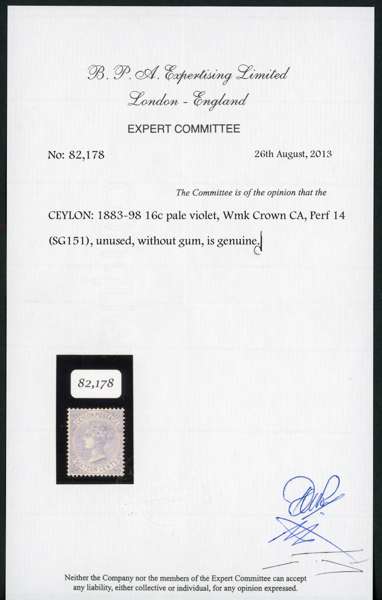 B. P. A. Expertising Limited
London - England
EXPERT COMMITTEE
No: 82,178
26th August, 2013
The Committee is of the opinion that the
CEYLON: 1883-98 16c pale violet, Wmk Crown CA, Perf 14
(SG151), unused, without gum, is genuine.
82,178
Neither the Company nor the members of the Expert Committee can accept
any liability, either collective or individual, for any opinion expressed.